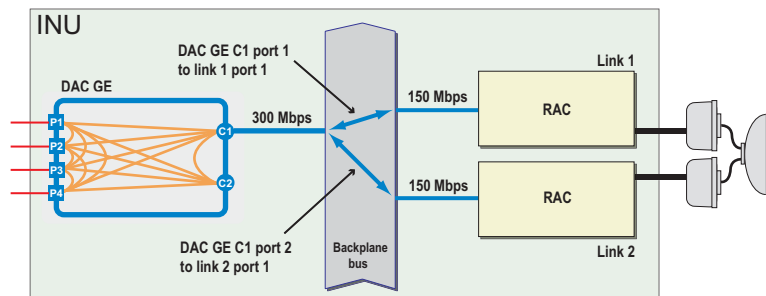 INU
DAC GE
P1
P2
P3
P4
C1
C2
300 Mbps
DAC GE C1 port 1
to link 1 port 1
DAC GE C1 port 2
to link 2 port 1
Backplane
bus
150 Mbps
150 Mbps
Link 1
RAC
RAC
Link 2